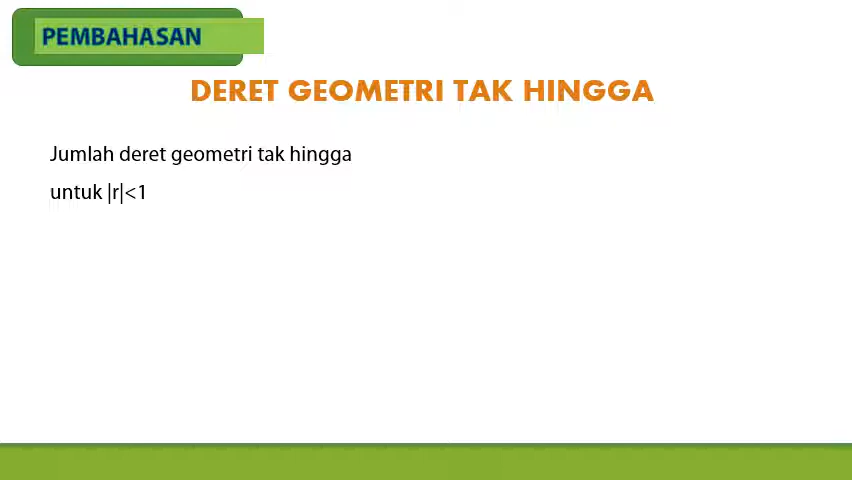 PEMBAHASAN
DERET GEOMETRI TAK HINGGA
Jumlah deret geometri tak hingga
untuk |r|<1